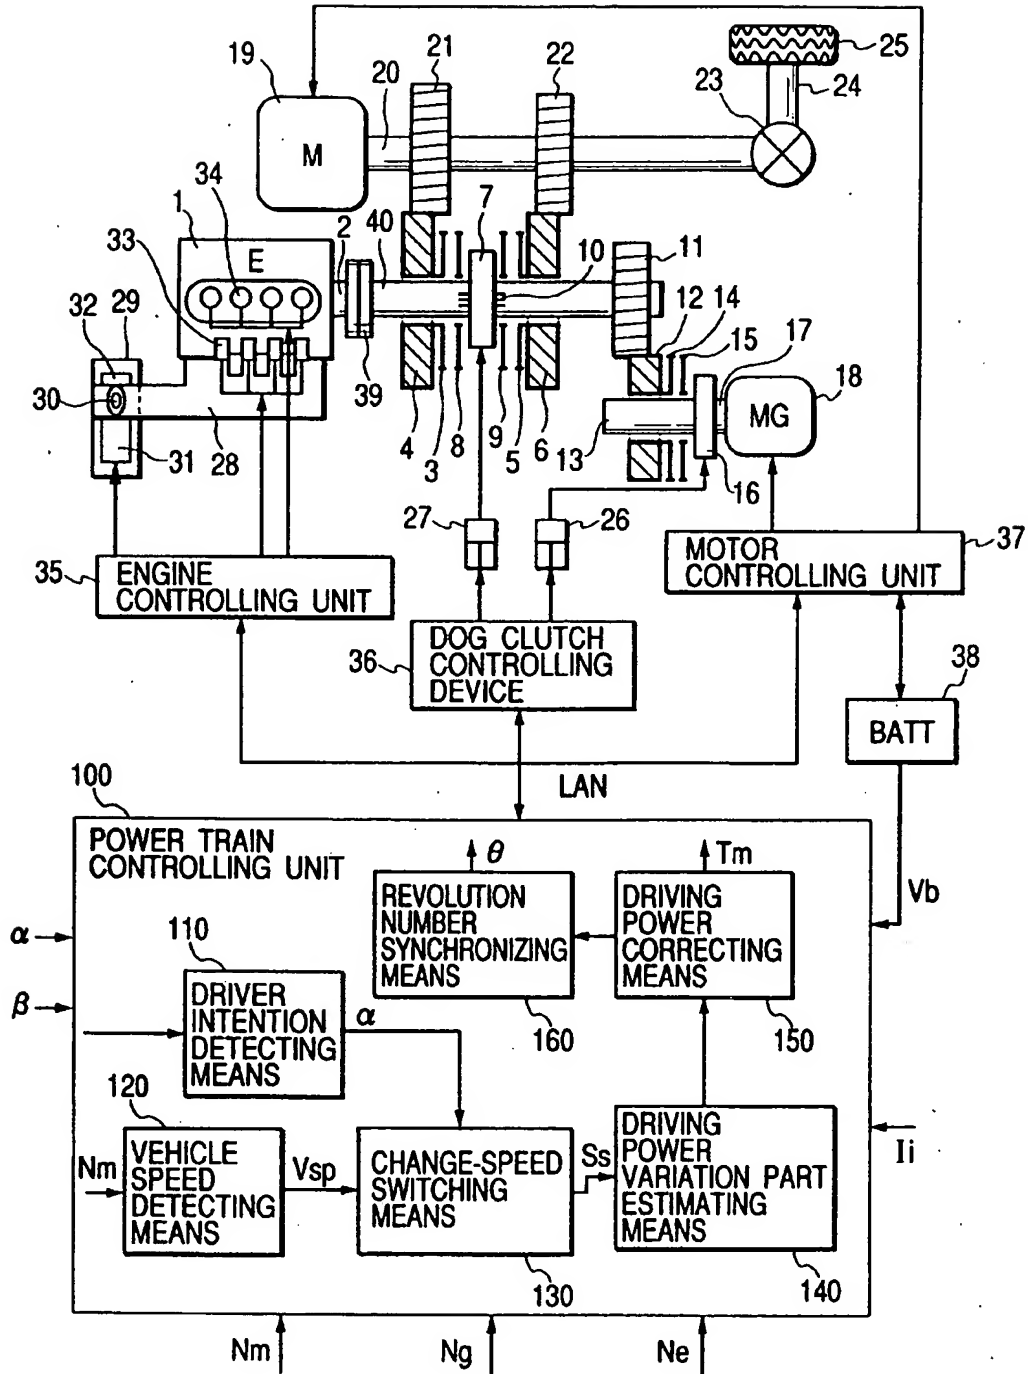 19
21
20
22
25
24
23
M
34
1
2
40
7
33
E
10
11
12
14
15
17
18
32
29
30
39
MG
31
28
4
3
8
9
5
6
13
16
27
26
35
ENGINE
CONTROLLING UNIT
MOTOR
CONTROLLING UNIT
37
36
DOG CLUTCH
CONTROLLING
DEVICE
38
BATT
LAN
100
POWER TRAIN
CONTROLLING UNIT
θ
Tm
Vb
REVOLUTION
NUMBER
SYNCHRONIZING
MEANS
DRIVING
POWER
CORRECTING
MEANS
α
β
110
DRIVER
INTENTION
DETECTING
MEANS
α
160
150
120
Nm
VEHICLE
SPEED
DETECTING
MEANS
Vsp
CHANGE-SPEED
SWITCHING
MEANS
Ss
DRIVING
POWER
VARIATION PART
ESTIMATING
MEANS
Ii
130
140
Nm
Ng
Ne